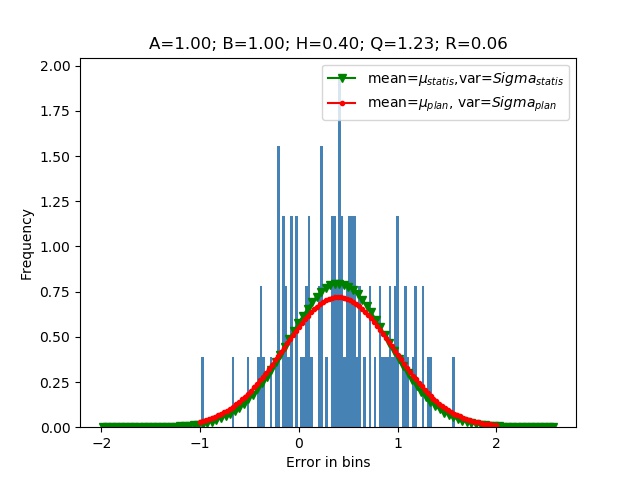 A=1.00; B=1.00; H=0.40; Q=1.23; R=0.06
mean=μstatis,var=Sigmastatis
mean=μplan, var=Sigmaplan
2.00
1.75
1.50
1.25
1.00
0.75
0.50
0.25
0.00
Frequency
−2
−1
0
1
2
Error in bins